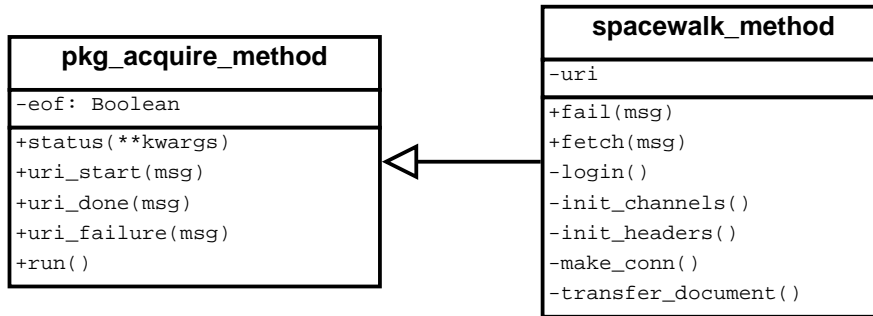 pkg_acquire_method
-eof: Boolean
+status(**kwargs)
+uri_start(msg)
+uri_done(msg)
+uri_failure(msg)
+run()
spacewalk_method
-uri
+fail(msg)
+fetch(msg)
-login()
-init_channels()
-init_headers()
-make_conn()
-transfer_document()